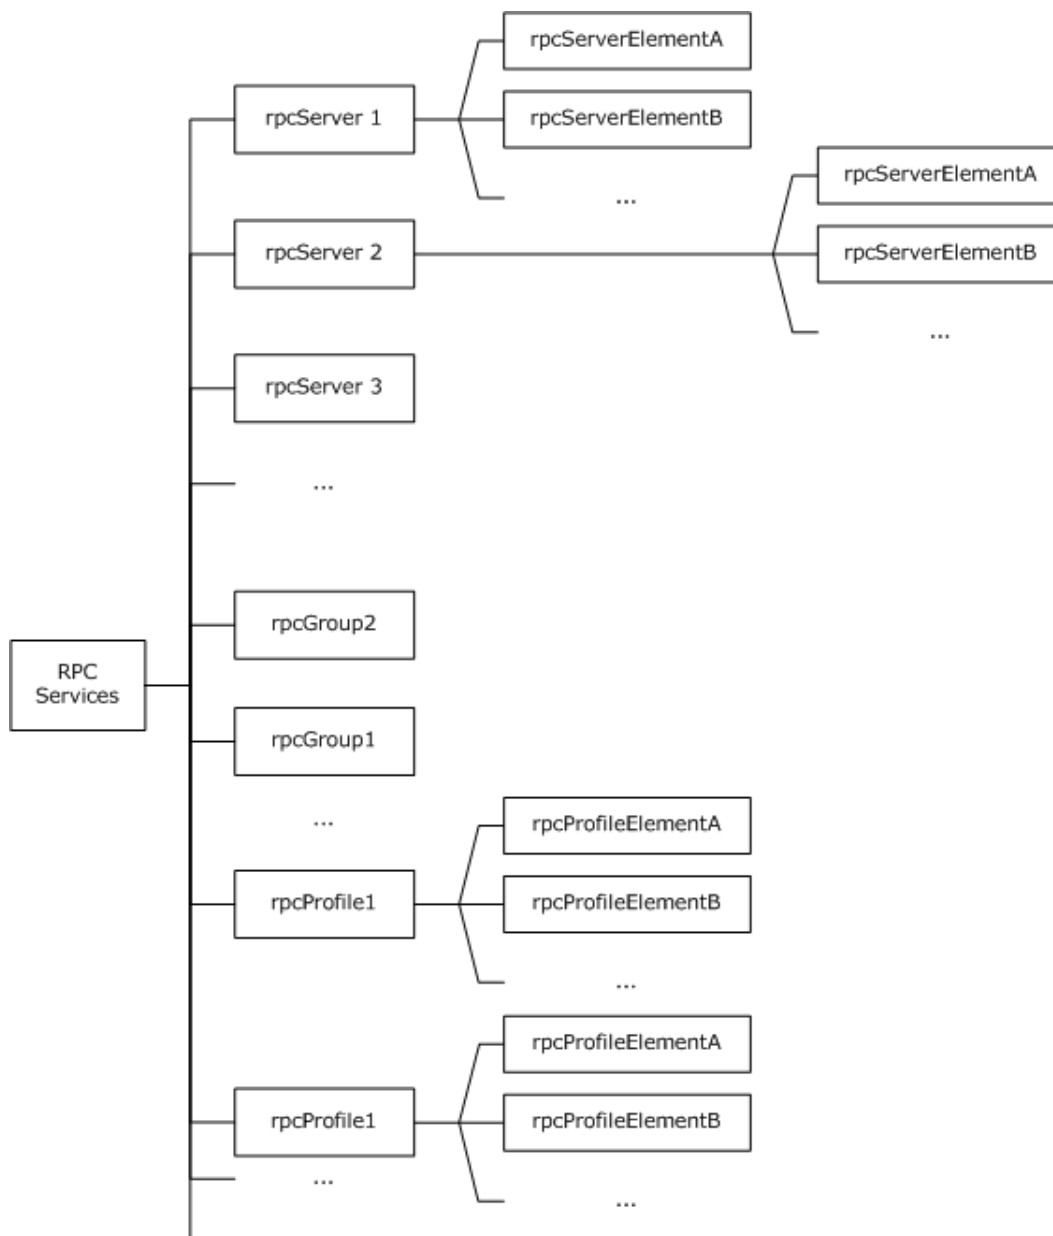 rpcServerElementA
rpcServer 1
rpcServerElementB
rpcServerElementA
...
rpcServer 2
rpcServerElementB
...
rpcServer 3
...
rpcGroup2
RPC
Services
rpcGroup1
...
rpcProfileElementA
rpcProfile1
rpcProfileElementB
...
rpcProfileElementA
rpcProfile1
rpcProfileElementB
...
...